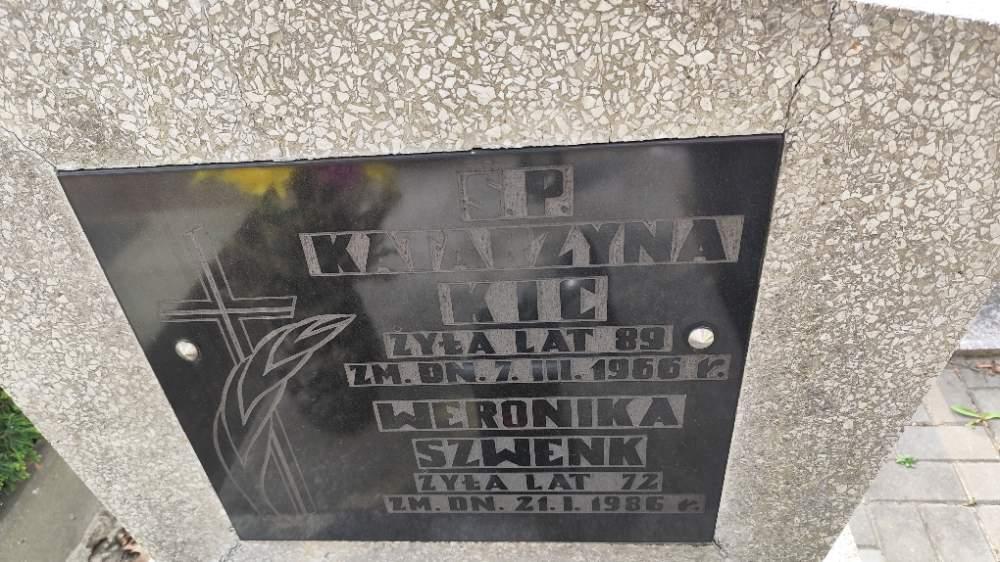 Ś.P.
KATARZYNA
KIC
ŻYŁA LAT 89
ZM. DN. 7. III. 1966 r.
WERONIKA
SZWENK
ŻYŁA LAT 72
ZM. DN. 21. I. 1986 r.